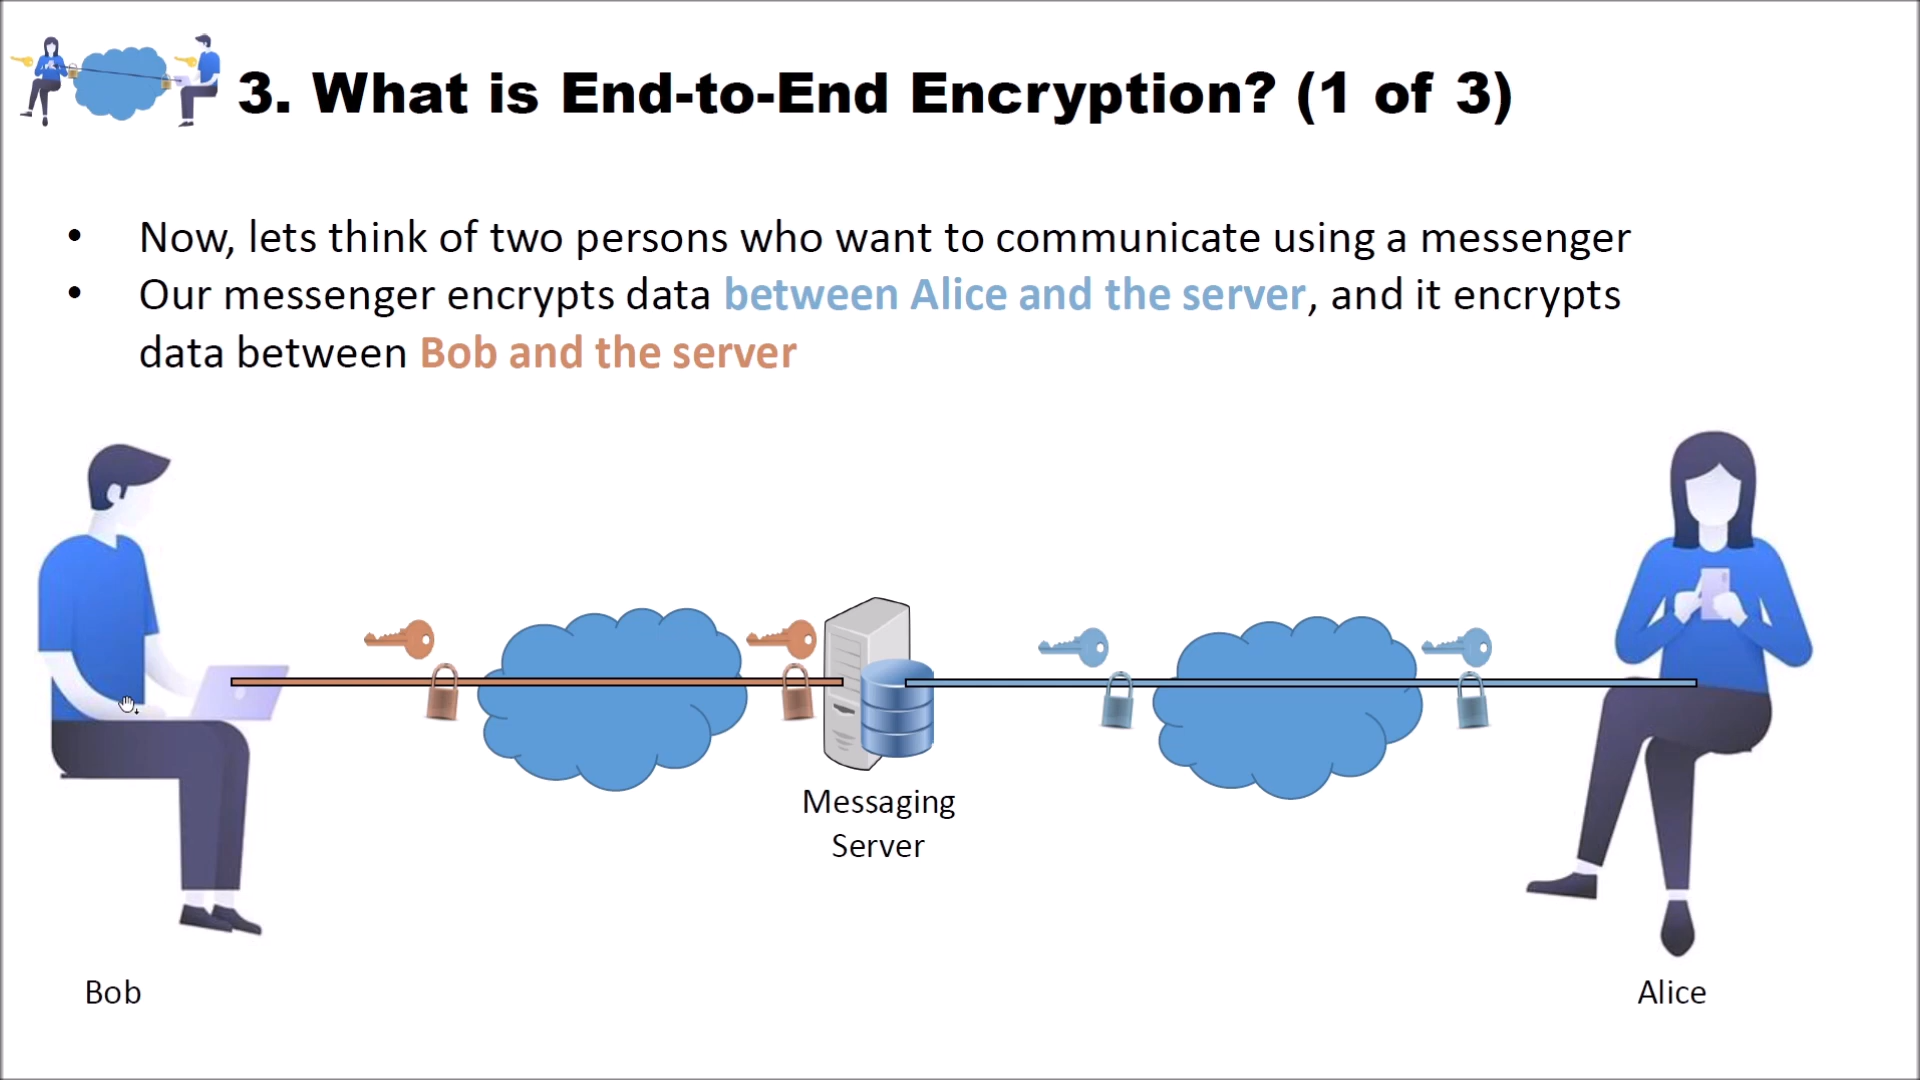 3. What is End-to-End Encryption? (1 of 3)
• Now, lets think of two persons who want to communicate using a messenger
• Our messenger encrypts data between Alice and the server, and it encrypts
data between Bob and the server
Messaging
Server
Bob
Alice